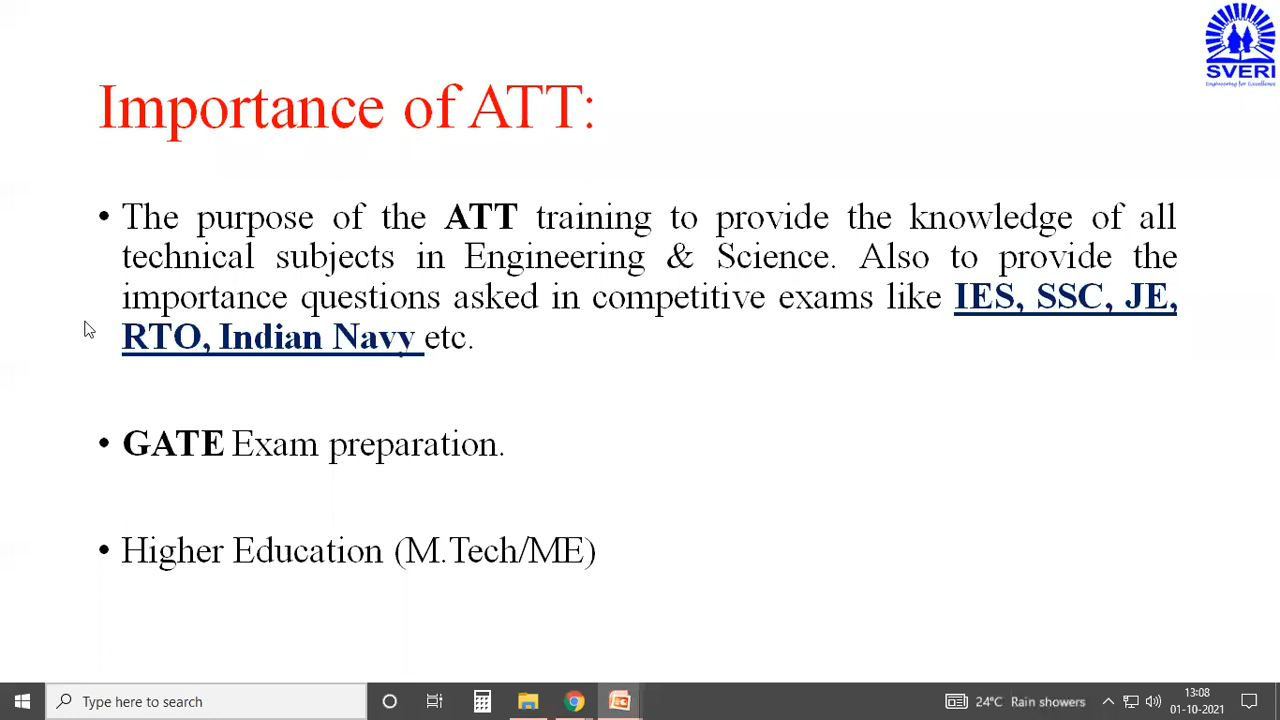 SVERI
Engineering for Excellence
Importance of ATT:
• The purpose of the ATT training to provide the knowledge of all
technical subjects in Engineering & Science. Also to provide the
importance questions asked in competitive exams like IES, SSC, JE,
RTO, Indian Navy etc.
• GATE Exam preparation.
• Higher Education (M.Tech/ME)
Type here to search
24°C Rain showers
13:08
01-10-2021